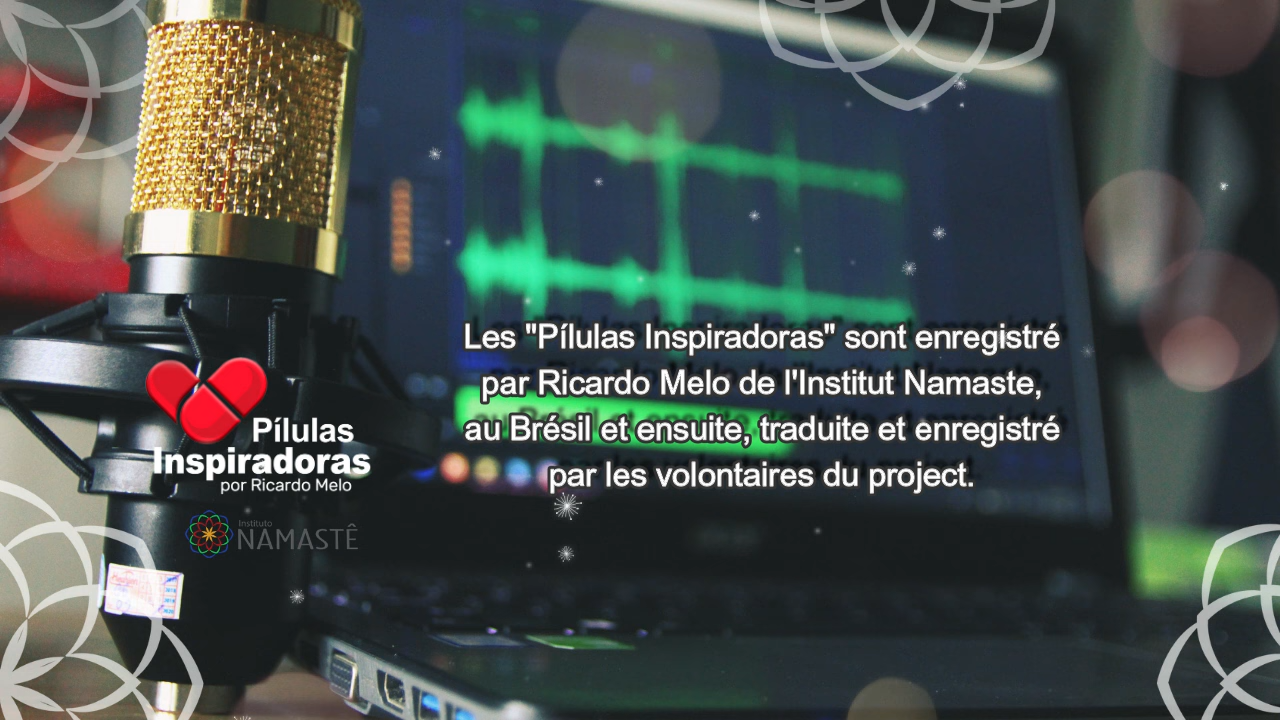 Les "Pílulas Inspiradoras" sont enregistré
par Ricardo Melo de l'Institut Namaste,
au Brésil et ensuite, traduite et enregistré
par les volontaires du project.
Pílulas
Inspiradoras
por Ricardo Melo
Instituto
NAMASTÊ